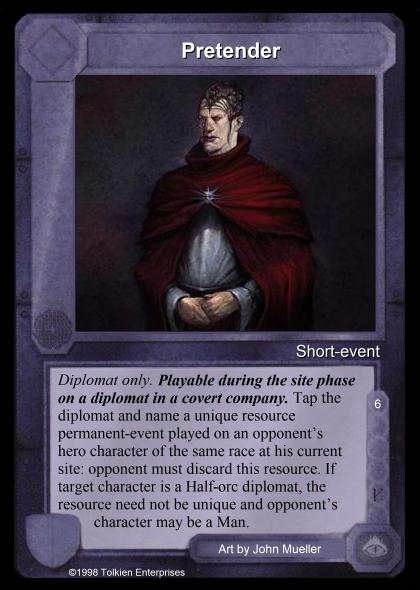 Pretender
Short-event
Diplomat only. Playable during the site phase
on a diplomat in a covert company. Tap the
diplomat and name a unique resource
permanent-event played on an opponent's
hero character of the same race at his current
site: opponent must discard this resource. If
target character is a Half-orc diplomat, the
resource need not be unique and opponent's
character may be a Man.
6
Art by John Mueller
©1998 Tolkien Enterprises